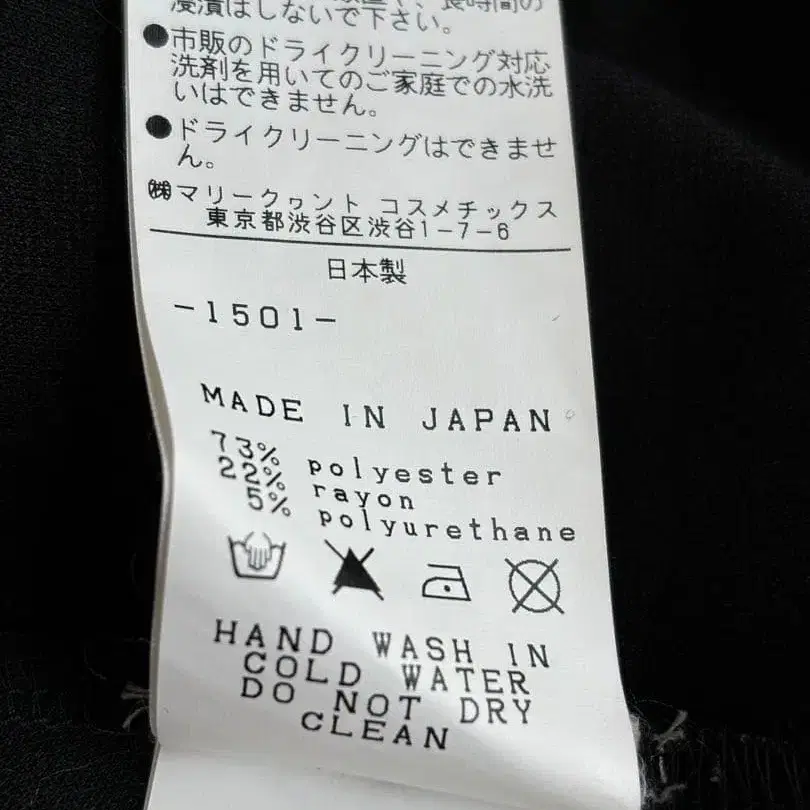 長時間の
浸漬はしないで下さい。
●市販のドライクリーニング対応
洗剤を用いてのご家庭での水洗
いはできません。
●ドライクリーニングはできませ
ん。
㈱マリークヮント コスメチックス
東京都渋谷区渋谷1-7-6
日本製
-1501-
MADE IN JAPAN
73% polyester
22% rayon
5% polyurethane
HAND WASH IN
COLD WATER
DO NOT DRY
CLEAN